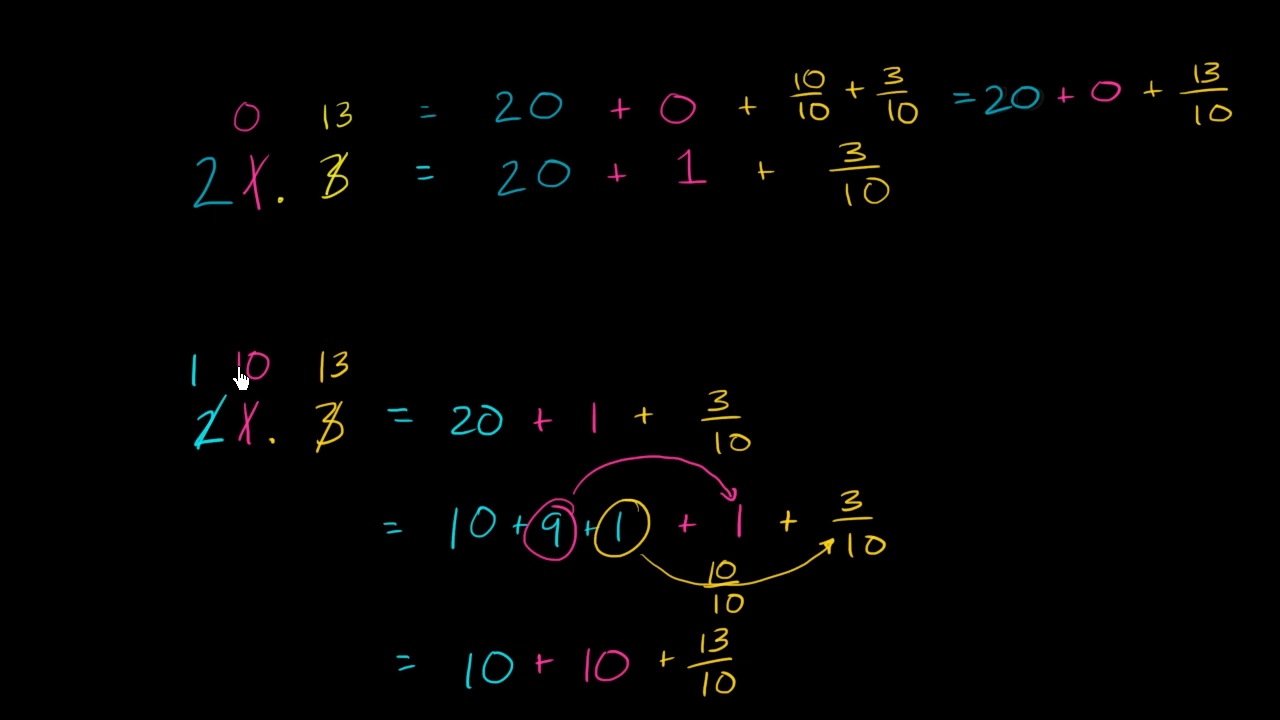 0 13 = 20 + 0 + 10/10 + 3/10 = 20 + 0 + 13/10
21. 3 = 20 + 1 + 3/10
1 10 13
21. 3 = 20 + 1 + 3/10
= 10 + 9 + 1 + 1 + 3/10
10/10
= 10 + 10 + 13/10